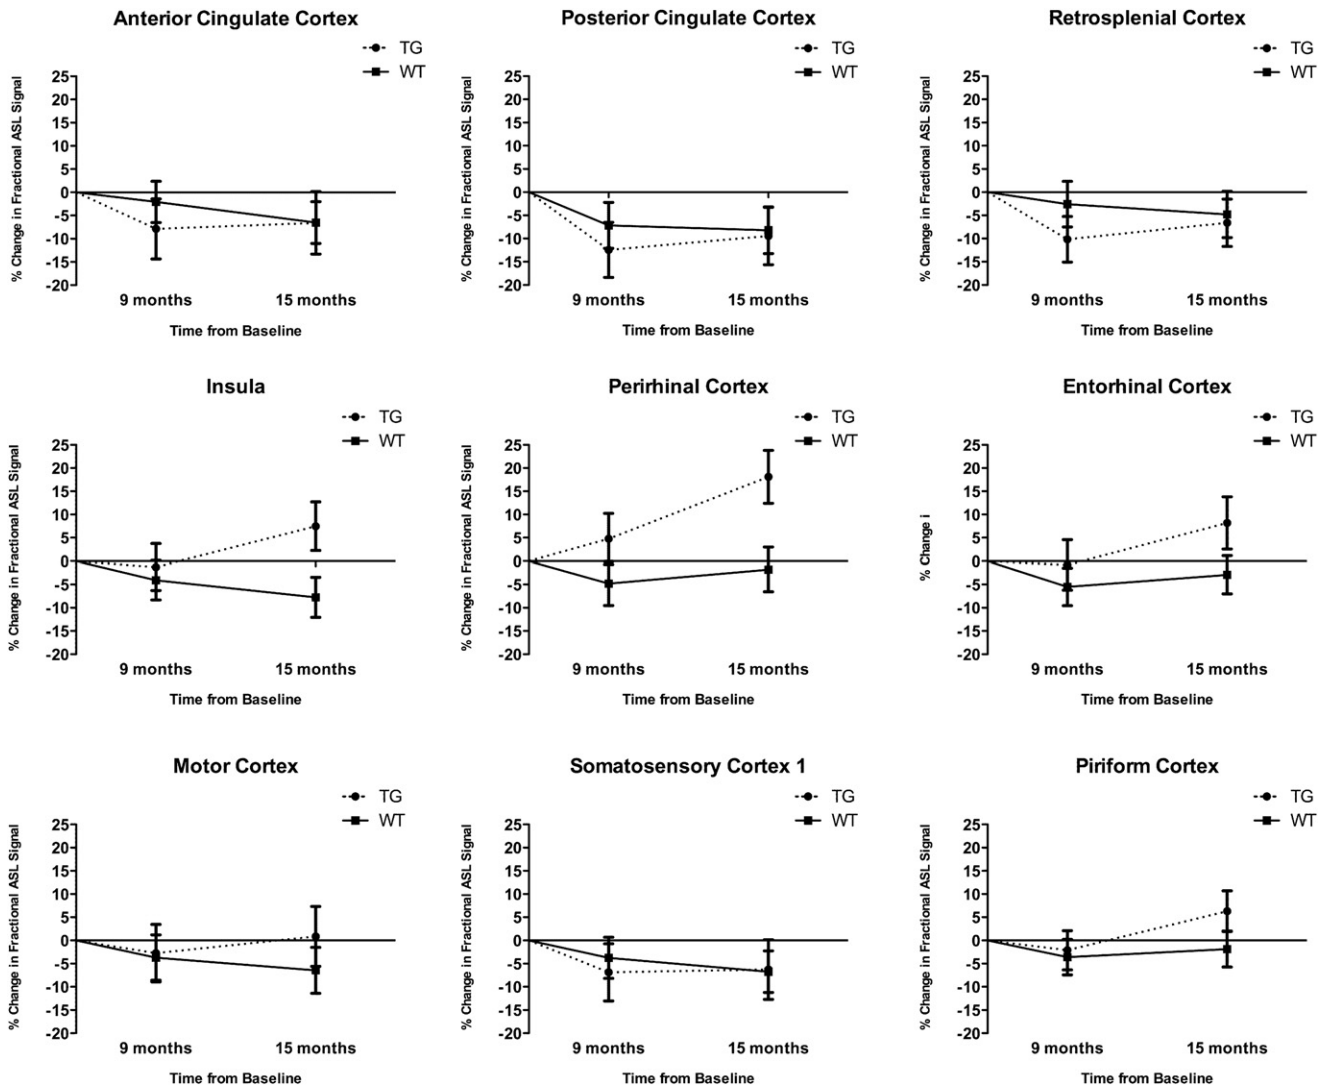 Anterior Cingulate Cortex
TG
WT
% Change in Fractional ASL Signal
25
20
15
10
5
0
-5
-10
-15
-20
9 months 15 months
Time from Baseline
Posterior Cingulate Cortex
TG
WT
% Change in Fractional ASL Signal
25
20
15
10
5
0
-5
-10
-15
-20
9 months 15 months
Time from Baseline
Retrosplenial Cortex
TG
WT
% Change in Fractional ASL Signal
25
20
15
10
5
0
-5
-10
-15
-20
9 months 15 months
Time from Baseline
Insula
TG
WT
% Change in Fractional ASL Signal
25
20
15
10
5
0
-5
-10
-15
-20
9 months 15 months
Time from Baseline
Perirhinal Cortex
TG
WT
% Change in Fractional ASL Signal
25
20
15
10
5
0
-5
-10
-15
-20
9 months 15 months
Time from Baseline
Entorhinal Cortex
TG
WT
% Change i
25
20
15
10
5
0
-5
-10
-15
-20
9 months 15 months
Time from Baseline
Motor Cortex
TG
WT
% Change in Fractional ASL Signal
25
20
15
10
5
0
-5
-10
-15
-20
9 months 15 months
Time from Baseline
Somatosensory Cortex 1
TG
WT
% Change in Fractional ASL Signal
25
20
15
10
5
0
-5
-10
-15
-20
9 months 15 months
Time from Baseline
Piriform Cortex
TG
WT
% Change in Fractional ASL Signal
25
20
15
10
5
0
-5
-10
-15
-20
9 months 15 months
Time from Baseline